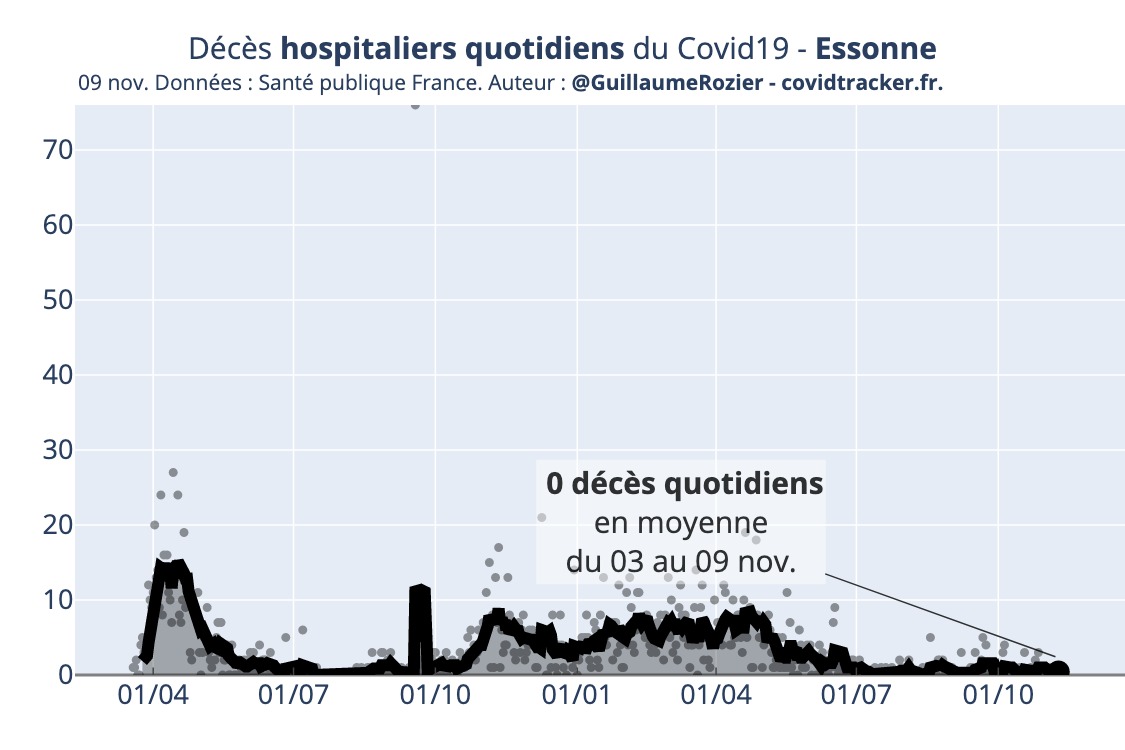 Décès hospitaliers quotidiens du Covid19 - Essonne
09 nov. Données : Santé publique France. Auteur : @GuillaumeRozier - covidtracker.fr.
70
60
50
40
30
20
10
0
0 décès quotidiens
en moyenne
du 03 au 09 nov.
01/04 01/07 01/10 01/01 01/04 01/07 01/10